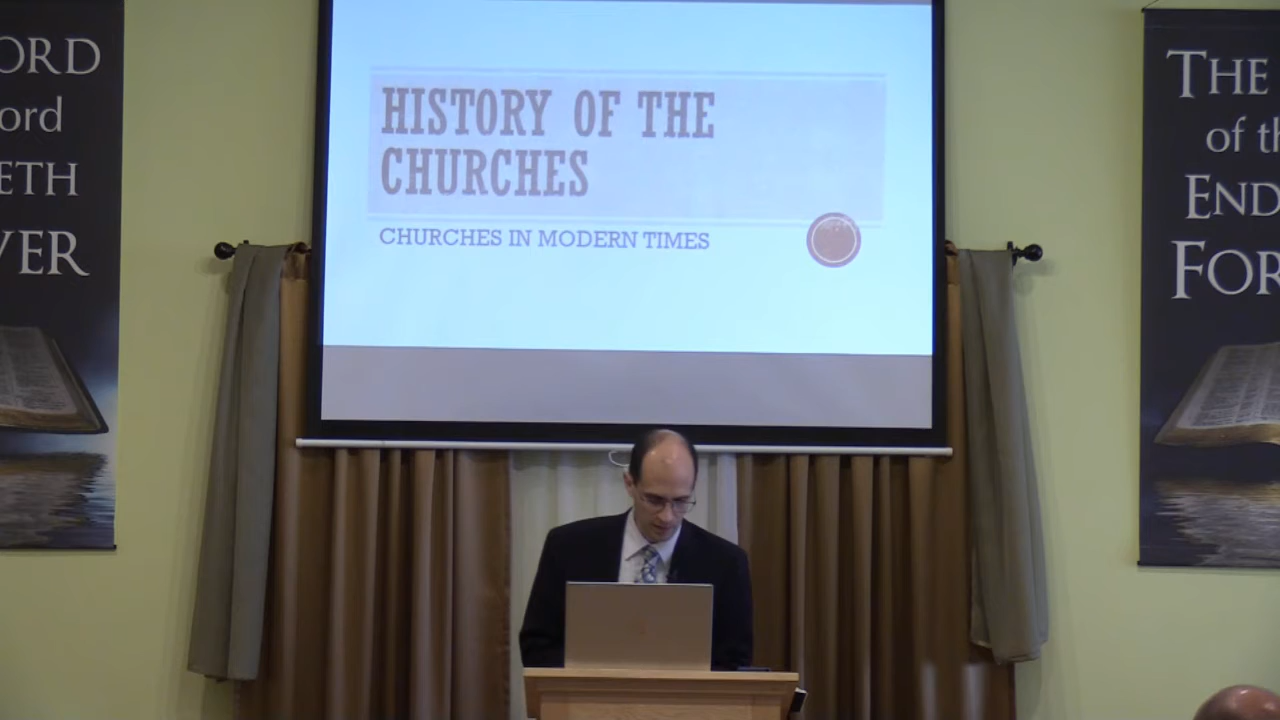 ORD
ord
ETH
VER
HISTORY OF THE
CHURCHES
CHURCHES IN MODERN TIMES
THE
of th
END
FOR